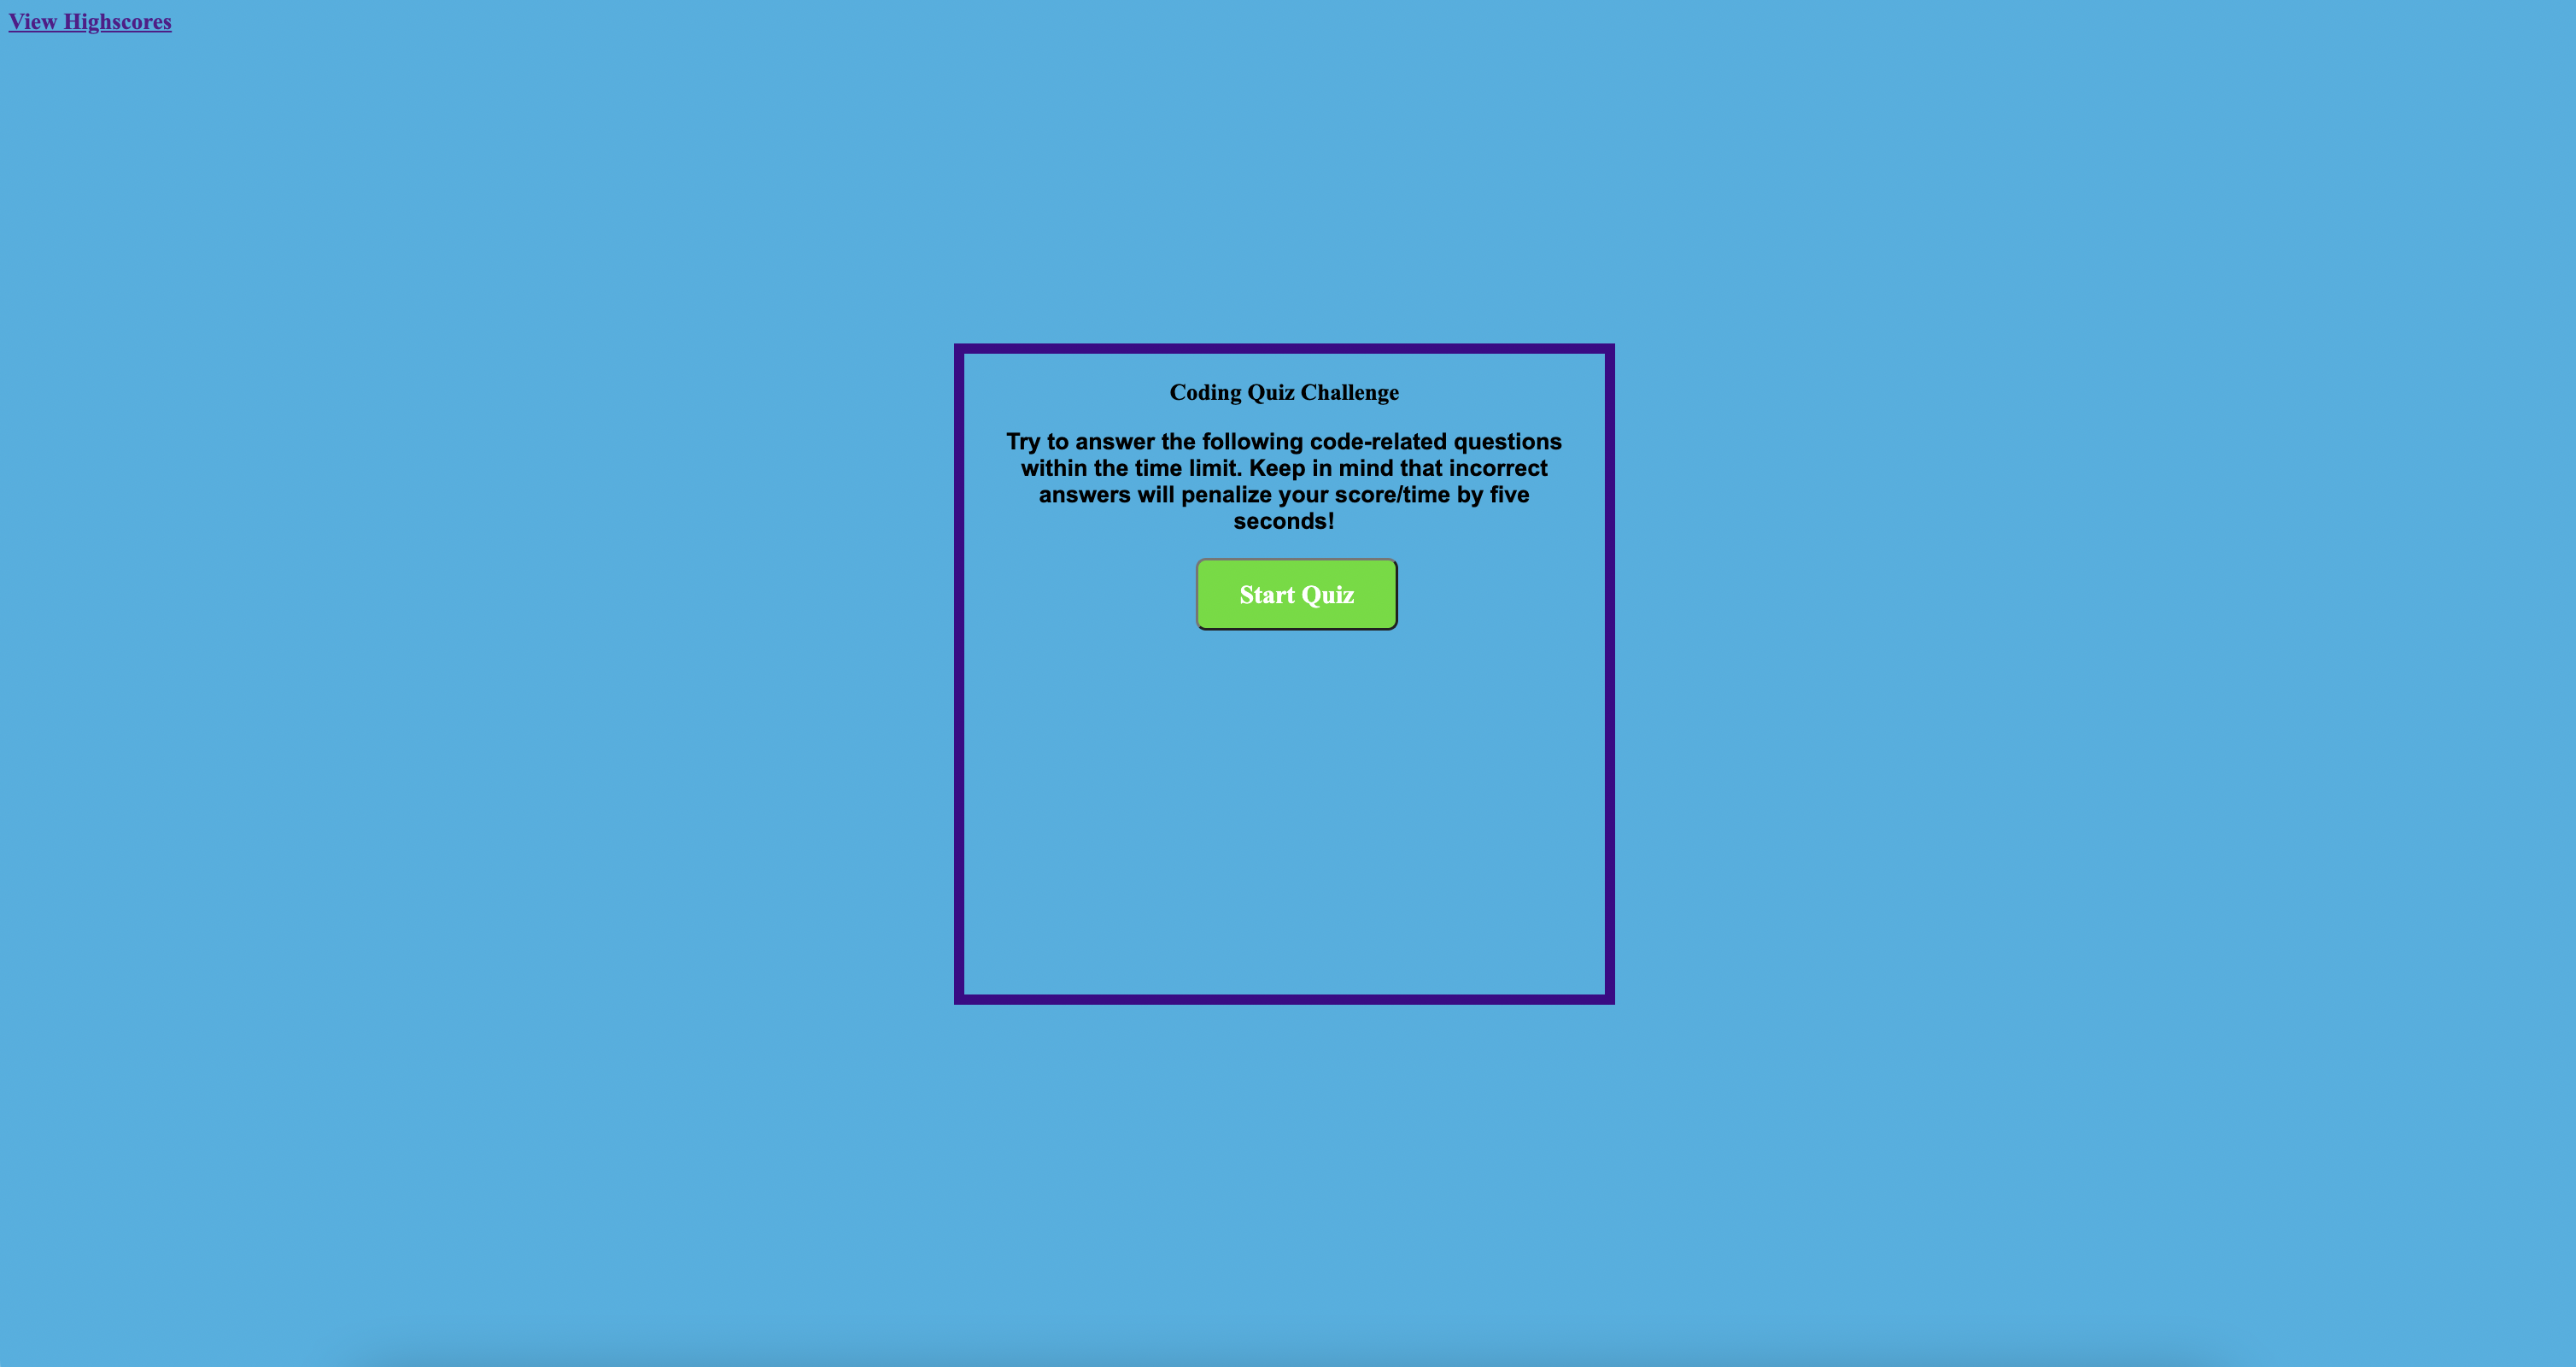 View Highscores
Coding Quiz Challenge
Try to answer the following code-related questions
within the time limit. Keep in mind that incorrect
answers will penalize your score/time by five
seconds!
Start Quiz